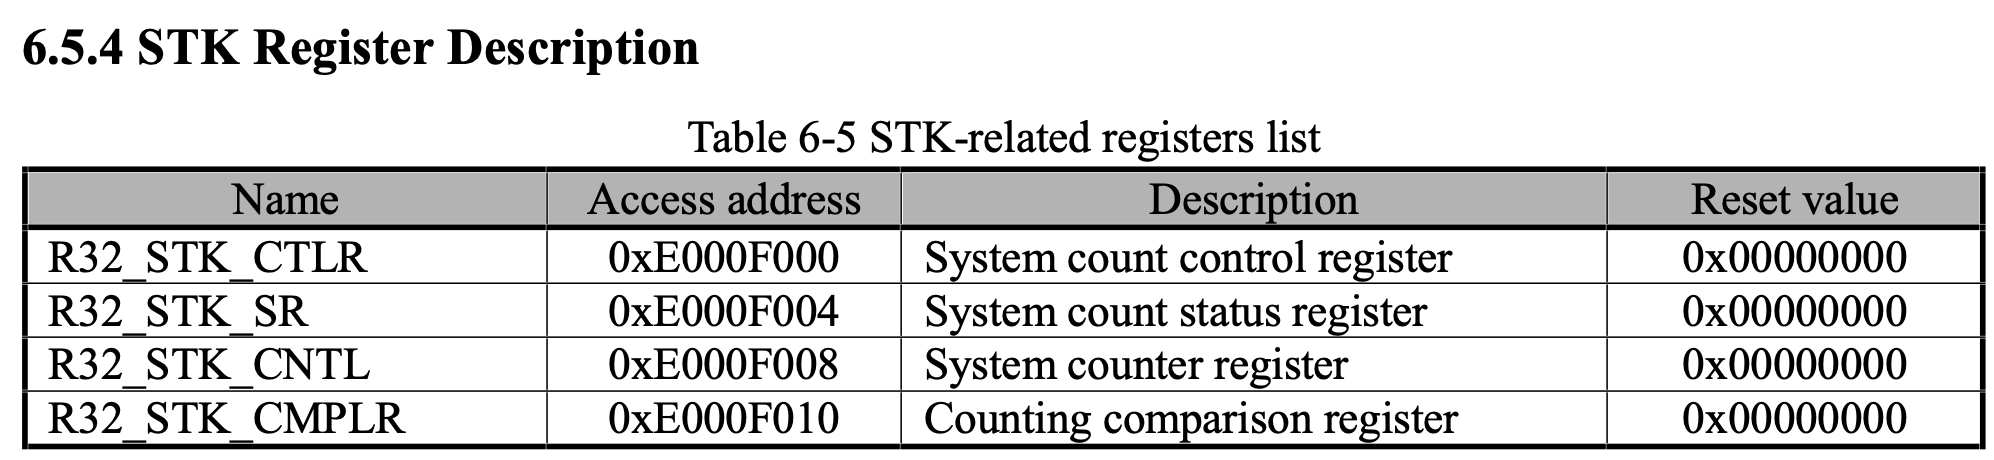 6.5.4 STK Register Description
Table 6-5 STK-related registers list
Name Access address Description Reset value
R32_STK_CTLR 0xE000F000 System count control register 0x00000000
R32_STK_SR 0xE000F004 System count status register 0x00000000
R32_STK_CNTL 0xE000F008 System counter register 0x00000000
R32_STK_CMPLR 0xE000F010 Counting comparison register 0x00000000